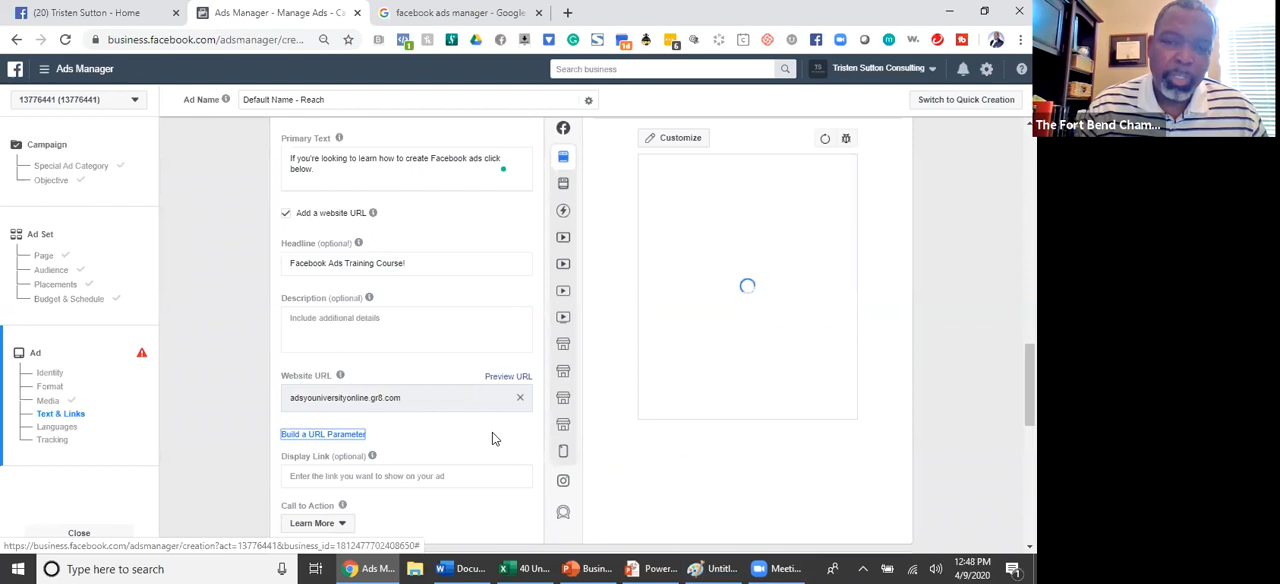 (20) Tristen Sutton - Home
Ads Manager - Manage Ads - Ca
facebook ads manager - Google
business.facebook.com/adsmanager/cre...
Ads Manager
Search business
Tristen Sutton Consulting
The Fort Bend Cham...
13776441 (13776441)
Ad Name
Default Name - Reach
Switch to Quick Creation
Campaign
Special Ad Category
Objective
Ad Set
Page
Audience
Placements
Budget & Schedule
Ad
Identity
Format
Media
Text & Links
Languages
Tracking
Close
Primary Text
If you're looking to learn how to create Facebook ads click
below.
Add a website URL
Headline (optional)
Facebook Ads Training Course!
Description (optional)
Include additional details
Website URL
Preview URL
adsyouniversityonline.gr8.com
Build a URL Parameter
Display Link (optional)
Enter the link you want to show on your ad
Call to Action
Learn More
Customize
https://business.facebook.com/adsmanager/creation?act=13776441&business_id=1812477702408650#
Type here to search
Ads M...
Docu...
40 Un...
Busin...
Power...
Untitl...
Meeti...
12:48 PM
4/9/2020